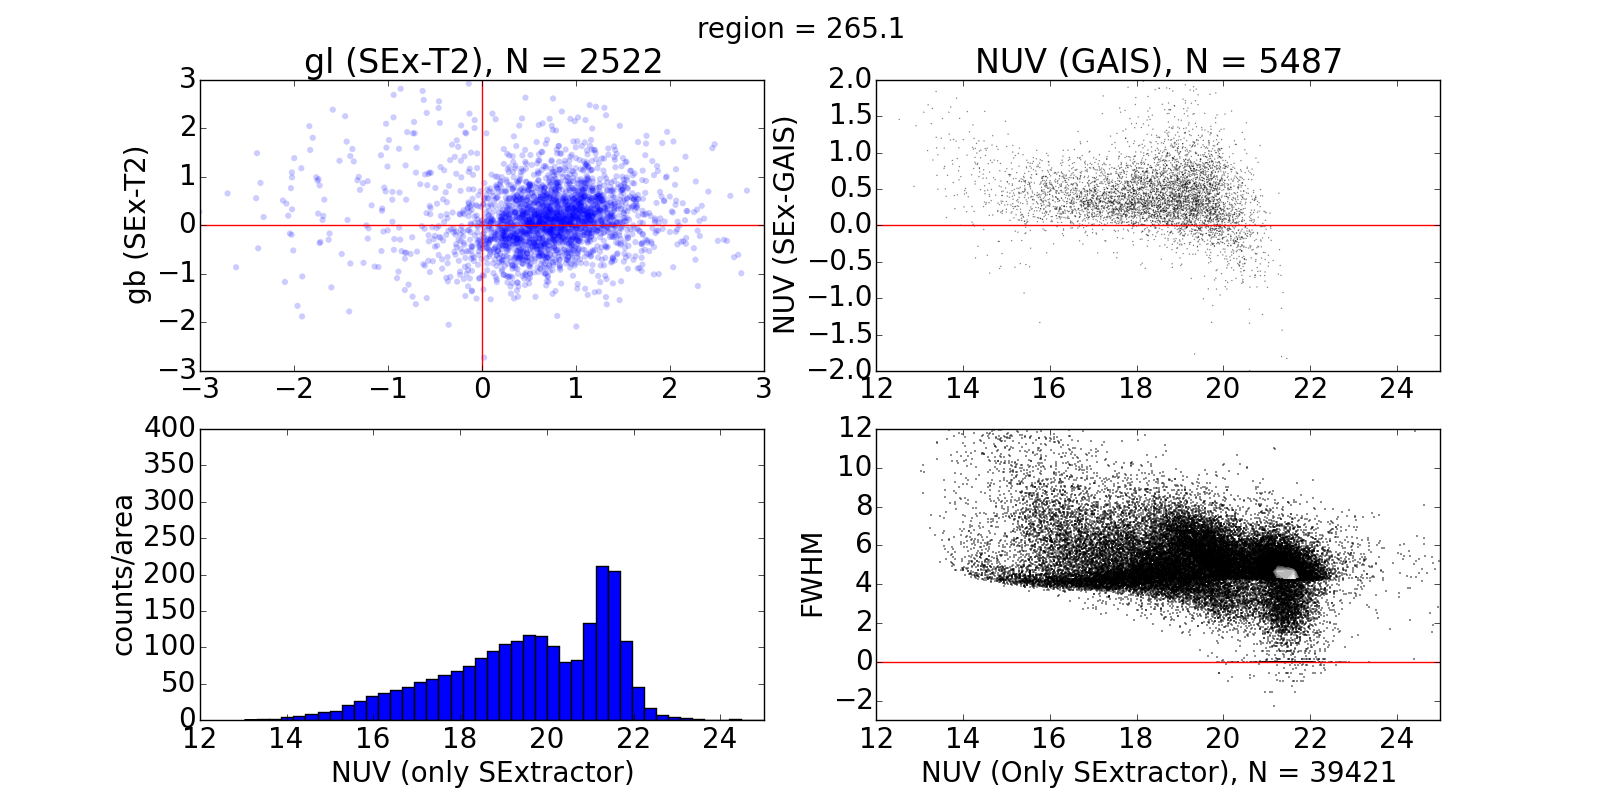 region = 265.1
gl (SEx-T2), N = 2522
3
2
1
0
−1
−2
−3
gb (SEx-T2)
−3 −2 −1 0 1 2 3
NUV (GAIS), N = 5487
2.0
1.5
1.0
0.5
0.0
−0.5
−1.0
−1.5
−2.0
NUV (SEx-GAIS)
12 14 16 18 20 22 24
400
350
300
250
200
150
100
50
0
counts/area
12 14 16 18 20 22 24
NUV (only SExtractor)
12
10
8
6
4
2
0
−2
FWHM
12 14 16 18 20 22 24
NUV (Only SExtractor), N = 39421